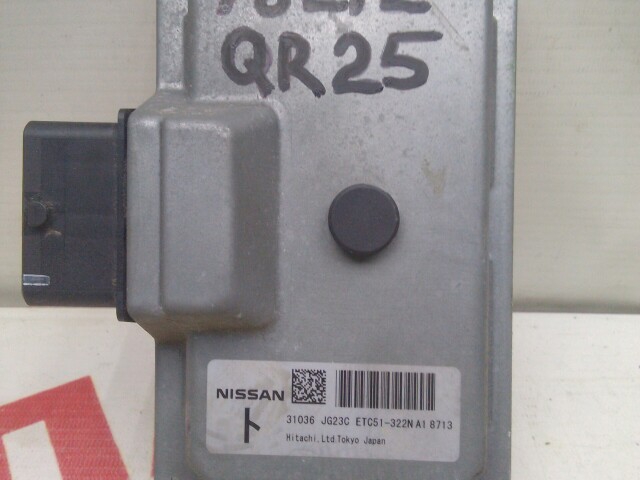 QR25
NISSAN
ト
31036 JG23C ETC51-322N A1 8713
Hitachi,Ltd.Tokyo Japan